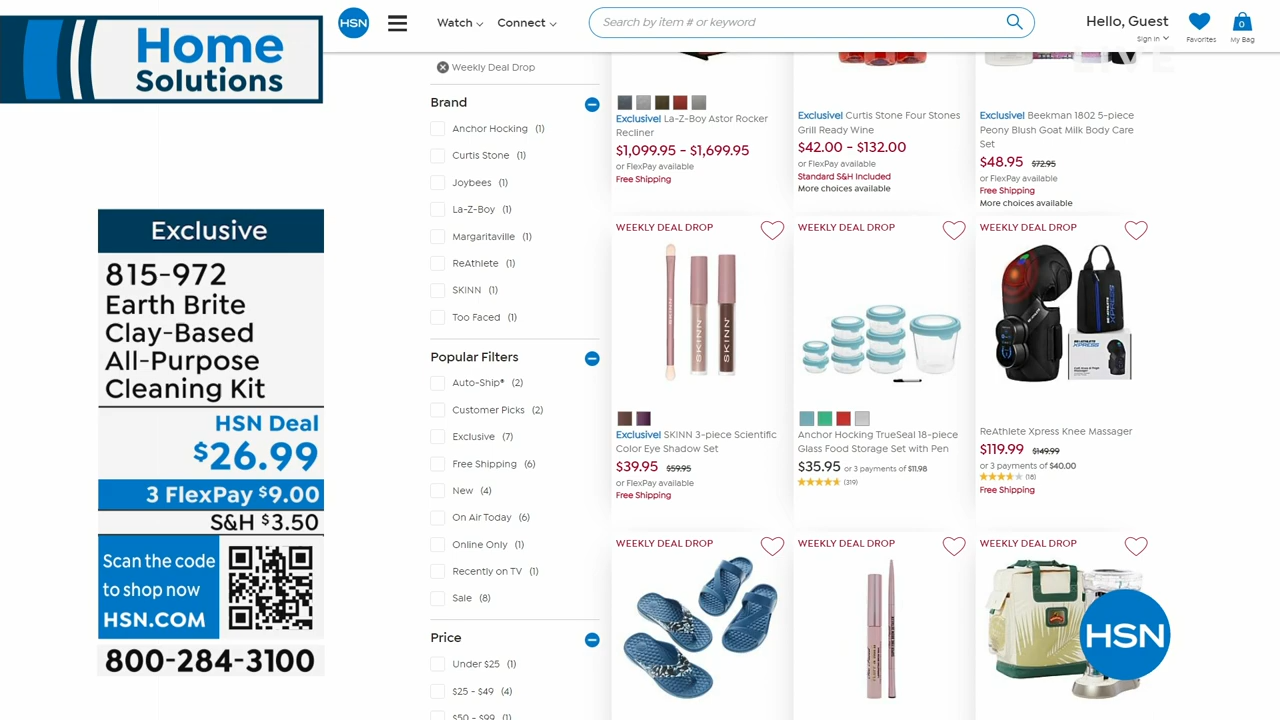 Home
Solutions
HSN
Watch
Connect
Search by item # or keyword
Hello, Guest
Sign in
Favorites
0
My Bag
LIVE
Exclusive
815-972
Earth Brite
Clay-Based
All-Purpose
Cleaning Kit
HSN Deal
$26.99
3 FlexPay $9.00
S&H $3.50
Scan the code
to shop now
HSN.COM
800-284-3100
Weekly Deal Drop
Brand
Anchor Hocking (1)
Curtis Stone (1)
Joybees (1)
La-Z-Boy (1)
Margaritaville (1)
ReAthlete (1)
SKINN (1)
Too Faced (1)
Popular Filters
Auto-Ship® (2)
Customer Picks (2)
Exclusive (7)
Free Shipping (6)
New (4)
On Air Today (6)
Online Only (1)
Recently on TV (1)
Sale (8)
Price
Under $25 (1)
$25 - $49 (4)
$50 - $99 (1)
Exclusive! La-Z-Boy Astor Rocker
Recliner
$1,099.95 - $1,699.95
or FlexPay available
Free Shipping
Exclusive! Curtis Stone Four Stones
Grill Ready Wine
$42.00 - $132.00
or FlexPay available
Standard S&H Included
More choices available
Exclusive! Beekman 1802 5-piece
Peony Blush Goat Milk Body Care
Set
$48.95 $72.95
or FlexPay available
Free Shipping
More choices available
WEEKLY DEAL DROP
SKINN
SKINN
Exclusive! SKINN 3-piece Scientific
Color Eye Shadow Set
$39.95 $59.95
or FlexPay available
Free Shipping
WEEKLY DEAL DROP
Anchor Hocking TrueSeal 18-piece
Glass Food Storage Set with Pen
$35.95 or 3 payments of $11.98
(319)
WEEKLY DEAL DROP
XPRESS
XPRESS
ReAthlete Xpress Knee Massager
$119.99 $149.99
or 3 payments of $40.00
(18)
Free Shipping
WEEKLY DEAL DROP
WEEKLY DEAL DROP
WEEKLY DEAL DROP
HSN